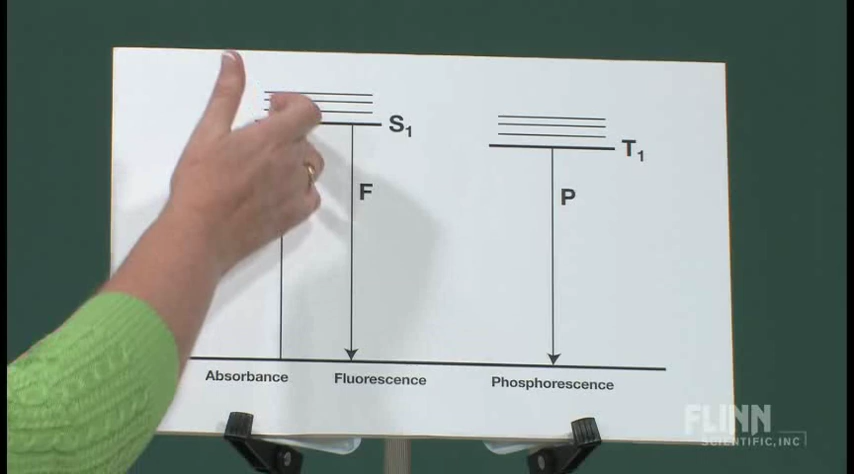 S1
T1
F
P
Absorbance
Fluorescence
Phosphorescence
FLINN
SCIENTIFIC, INC